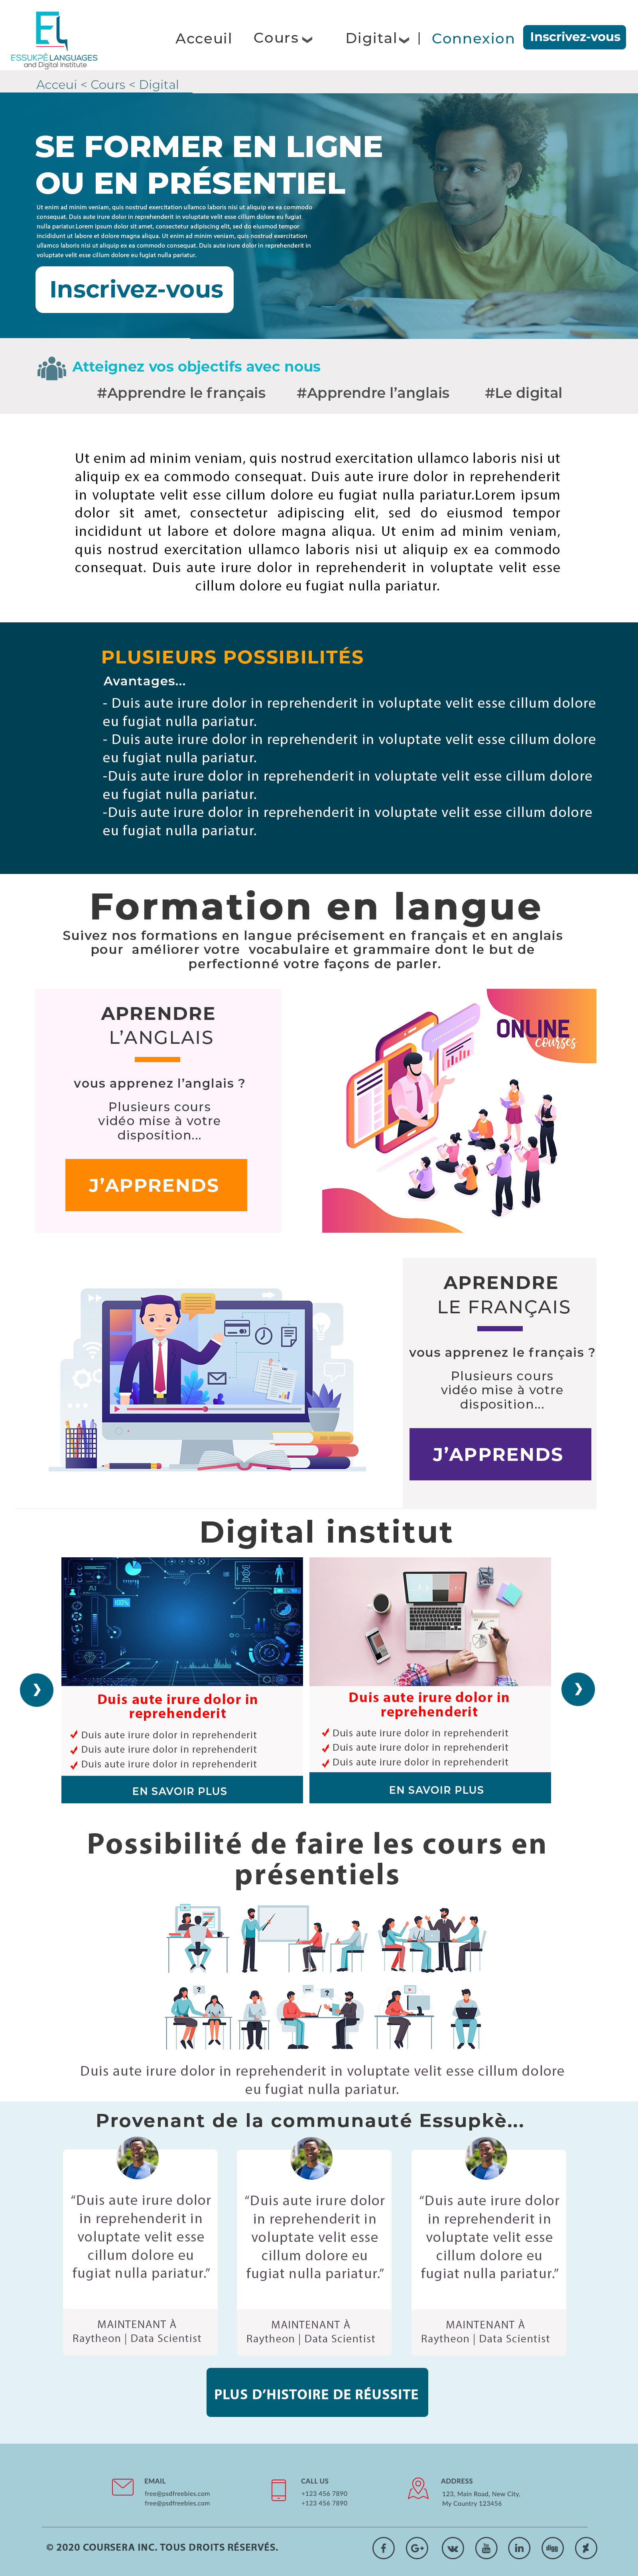 EL
ESSUKPÈLANGUAGES
and Digital Institute
Acceuil
Cours
Digital
|
Connexion
Inscrivez-vous
Acceui < Cours < Digital
SE FORMER EN LIGNE
OU EN PRÉSENTIEL
Ut enim ad minim veniam, quis nostrud exercitation ullamco laboris nisi ut aliquip ex ea commodo
consequat. Duis aute irure dolor in reprehenderit in voluptate velit esse cillum dolore eu fugiat
nulla pariatur.Lorem ipsum dolor sit amet, consectetur adipiscing elit, sed do eiusmod tempor
incididunt ut labore et dolore magna aliqua. Ut enim ad minim veniam, quis nostrud exercitation
ullamco laboris nisi ut aliquip ex ea commodo consequat. Duis aute irure dolor in reprehenderit in
voluptate velit esse cillum dolore eu fugiat nulla pariatur.
Inscrivez-vous
Atteignez vos objectifs avec nous
#Apprendre le français
#Apprendre l’anglais
#Le digital
Ut enim ad minim veniam, quis nostrud exercitation ullamco laboris nisi ut
aliquip ex ea commodo consequat. Duis aute irure dolor in reprehenderit
in voluptate velit esse cillum dolore eu fugiat nulla pariatur.Lorem ipsum
dolor sit amet, consectetur adipiscing elit, sed do eiusmod tempor
incididunt ut labore et dolore magna aliqua. Ut enim ad minim veniam,
quis nostrud exercitation ullamco laboris nisi ut aliquip ex ea commodo
consequat. Duis aute irure dolor in reprehenderit in voluptate velit esse
cillum dolore eu fugiat nulla pariatur.
PLUSIEURS POSSIBILITÉS
Avantages...
- Duis aute irure dolor in reprehenderit in voluptate velit esse cillum dolore
eu fugiat nulla pariatur.
- Duis aute irure dolor in reprehenderit in voluptate velit esse cillum dolore
eu fugiat nulla pariatur.
-Duis aute irure dolor in reprehenderit in voluptate velit esse cillum dolore
eu fugiat nulla pariatur.
-Duis aute irure dolor in reprehenderit in voluptate velit esse cillum dolore
eu fugiat nulla pariatur.
Formation en langue
Suivez nos formations en langue précisement en français et en anglais
pour améliorer votre vocabulaire et grammaire dont le but de
perfectionné votre façons de parler.
APRENDRE
L’ANGLAIS
vous apprenez l’anglais ?
Plusieurs cours
vidéo mise à votre
disposition...
J’APPRENDS
ONLINE
courses
APRENDRE
LE FRANÇAIS
vous apprenez le français ?
Plusieurs cours
vidéo mise à votre
disposition...
J’APPRENDS
Digital institut
AI
100%
Duis aute irure dolor in
reprehenderit
Duis aute irure dolor in reprehenderit
Duis aute irure dolor in reprehenderit
Duis aute irure dolor in reprehenderit
EN SAVOIR PLUS
Duis aute irure dolor in
reprehenderit
Duis aute irure dolor in reprehenderit
Duis aute irure dolor in reprehenderit
Duis aute irure dolor in reprehenderit
EN SAVOIR PLUS
Possibilité de faire les cours en
présentiels
Duis aute irure dolor in reprehenderit in voluptate velit esse cillum dolore
eu fugiat nulla pariatur.
Provenant de la communauté Essupkè...
“Duis aute irure dolor
in reprehenderit in
voluptate velit esse
cillum dolore eu
fugiat nulla pariatur.”
MAINTENANT À
Raytheon | Data Scientist
“Duis aute irure dolor
in reprehenderit in
voluptate velit esse
cillum dolore eu
fugiat nulla pariatur.”
MAINTENANT À
Raytheon | Data Scientist
“Duis aute irure dolor
in reprehenderit in
voluptate velit esse
cillum dolore eu
fugiat nulla pariatur.”
MAINTENANT À
Raytheon | Data Scientist
PLUS D’HISTOIRE DE RÉUSSITE
EMAIL
free@psdfreebies.com
free@psdfreebies.com
CALL US
+123 456 7890
+123 456 7890
ADDRESS
123, Main Road, New City,
My Country 123456
© 2020 COURSERA INC. TOUS DROITS RÉSERVÉS.